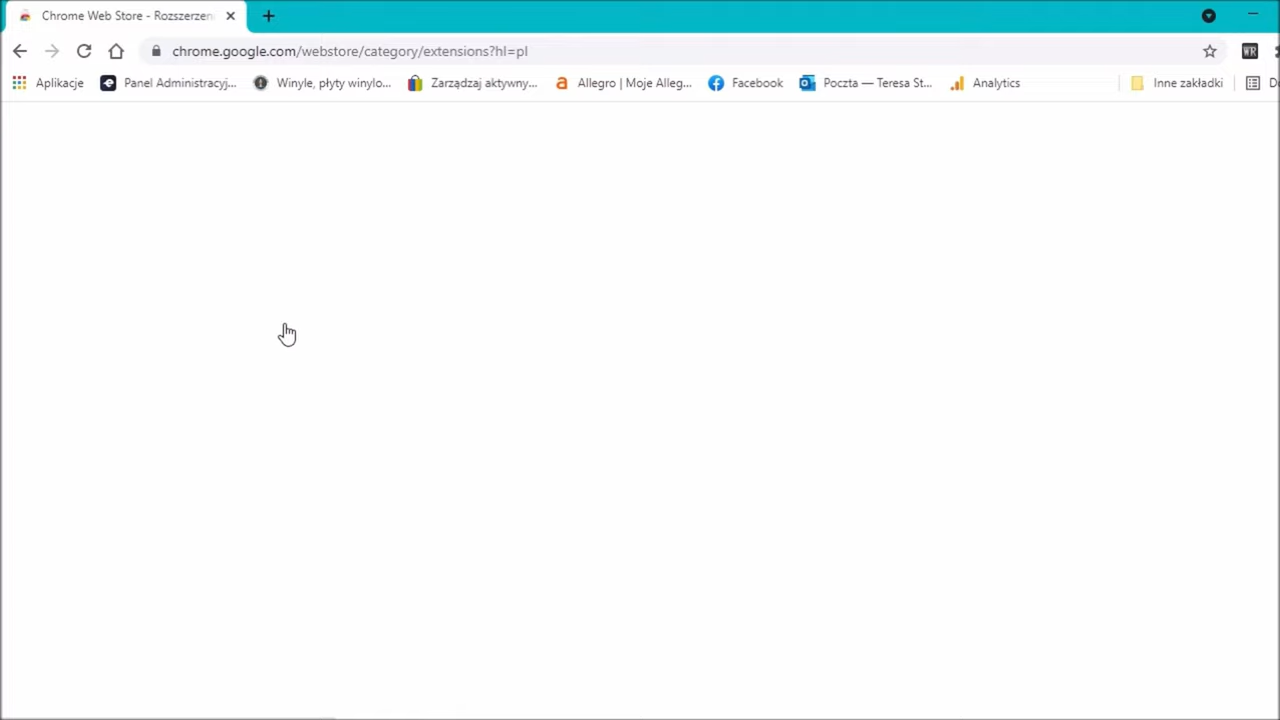 Chrome Web Store - Rozszerzen
chrome.google.com/webstore/category/extensions?hl=pl
WR
Aplikacje
Panel Administracyj...
Winyle, płyty winylo...
Zarządzaj aktywny...
Allegro | Moje Alleg...
Facebook
Poczta — Teresa St...
Analytics
Inne zakładki